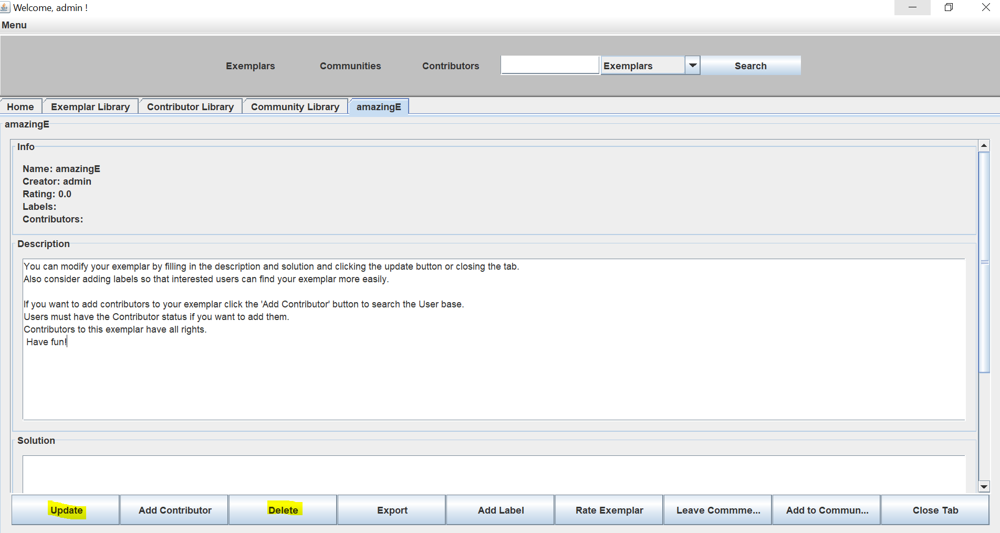 Welcome, admin !
Menu
Exemplars Communities Contributors Exemplars Search
Home Exemplar Library Contributor Library Community Library amazingE
amazingE
Info
Name: amazingE
Creator: admin
Rating: 0.0
Labels:
Contributors:
Description
You can modify your exemplar by filling in the description and solution and clicking the update button or closing the tab.
Also consider adding labels so that interested users can find your exemplar more easily.
If you want to add contributors to your exemplar click the 'Add Contributor' button to search the User base.
Users must have the Contributor status if you want to add them.
Contributors to this exemplar have all rights.
Have fun!
Solution
Update Add Contributor Delete Export Add Label Rate Exemplar Leave Commme... Add to Commun... Close Tab